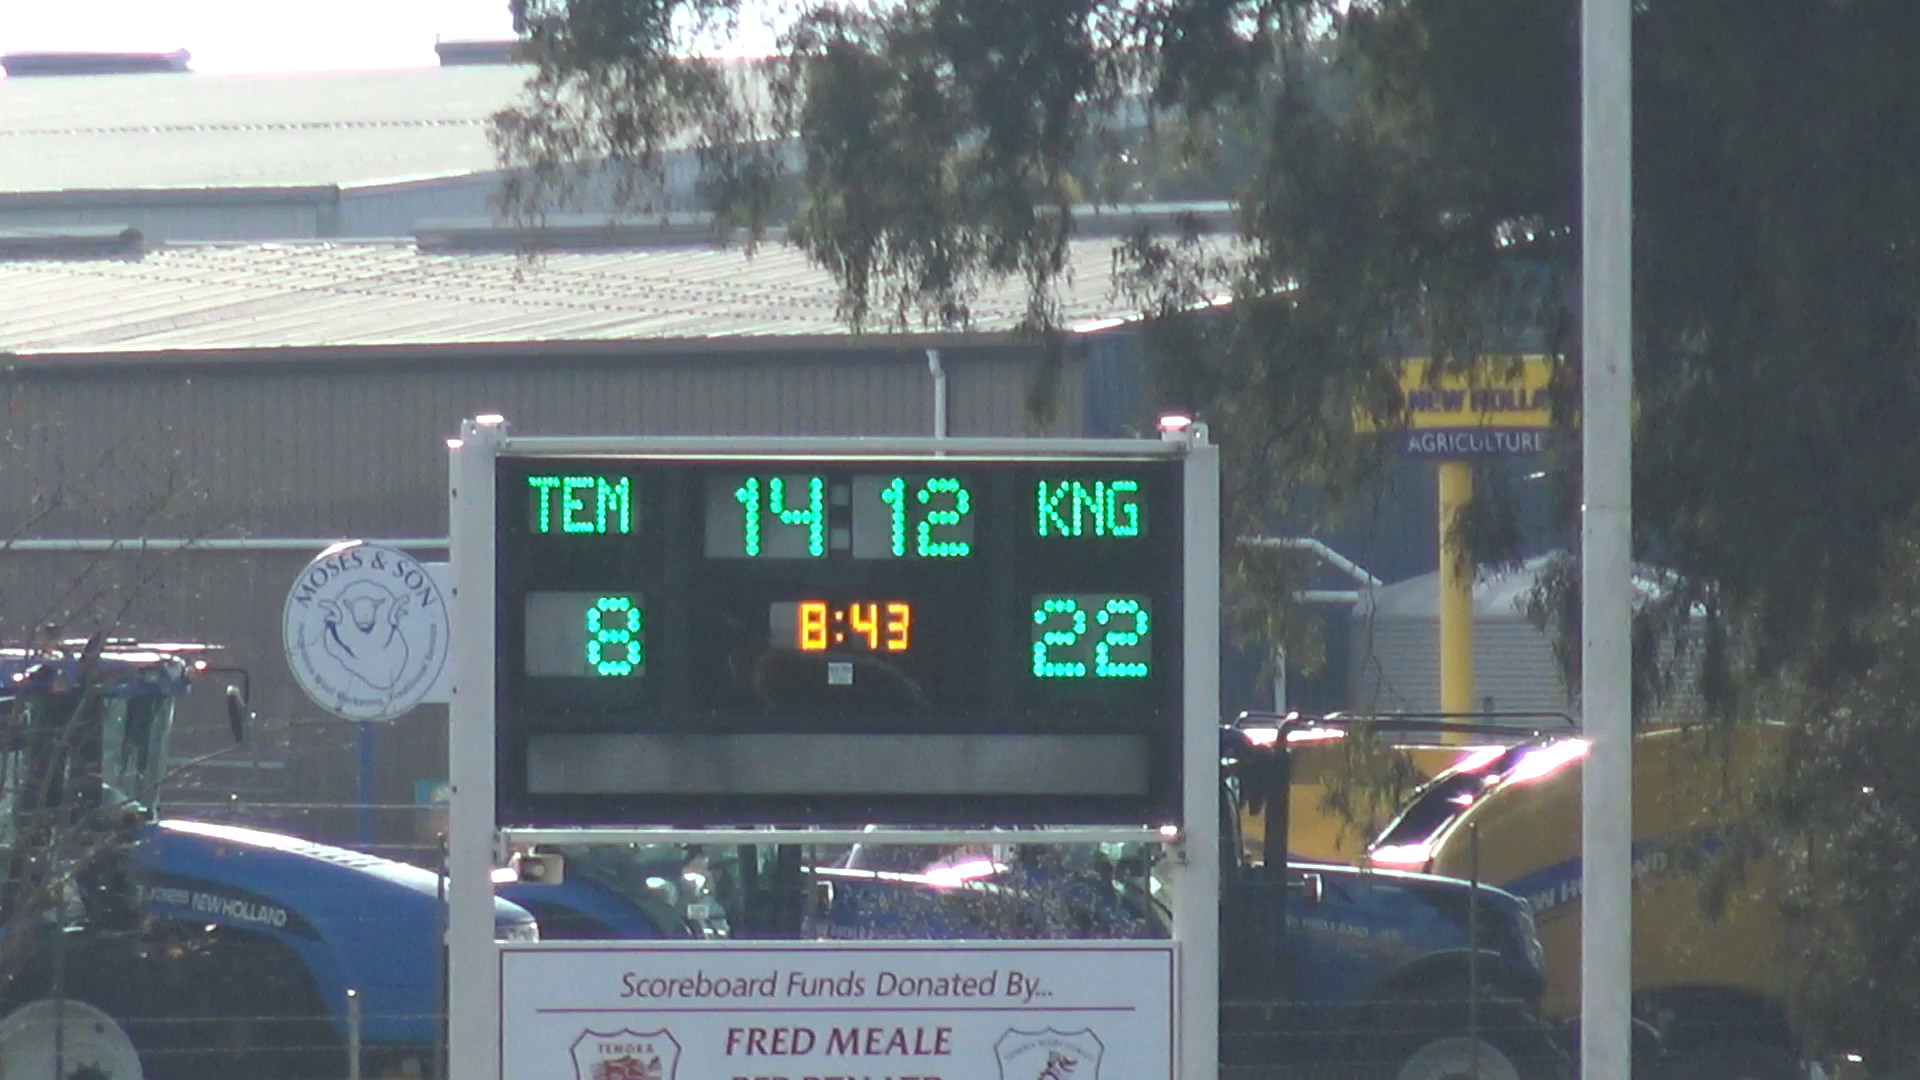 NEW HOLLA
AGRICULTURE
TEM 14:12 KNG
8 8:43 22
MOSES & SON
NEW HOLLAND
Scoreboard Funds Donated By...
FRED MEALE
TEMORA